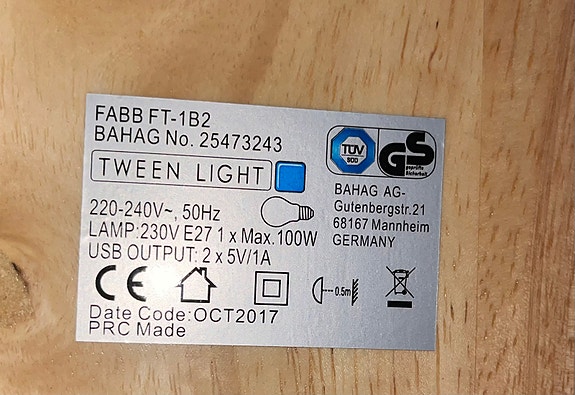 FABB FT-1B2
BAHAG No. 25473243
TWEEN LIGHT
220-240V~, 50Hz
LAMP:230V E27 1 x Max.100W
USB OUTPUT: 2 x 5V/1A
CE
0.5m
Date Code:OCT2017
PRC Made
TÜV
SÜD
GS
BAHAG AG-
Gutenbergstr.21
68167 Mannheim
GERMANY